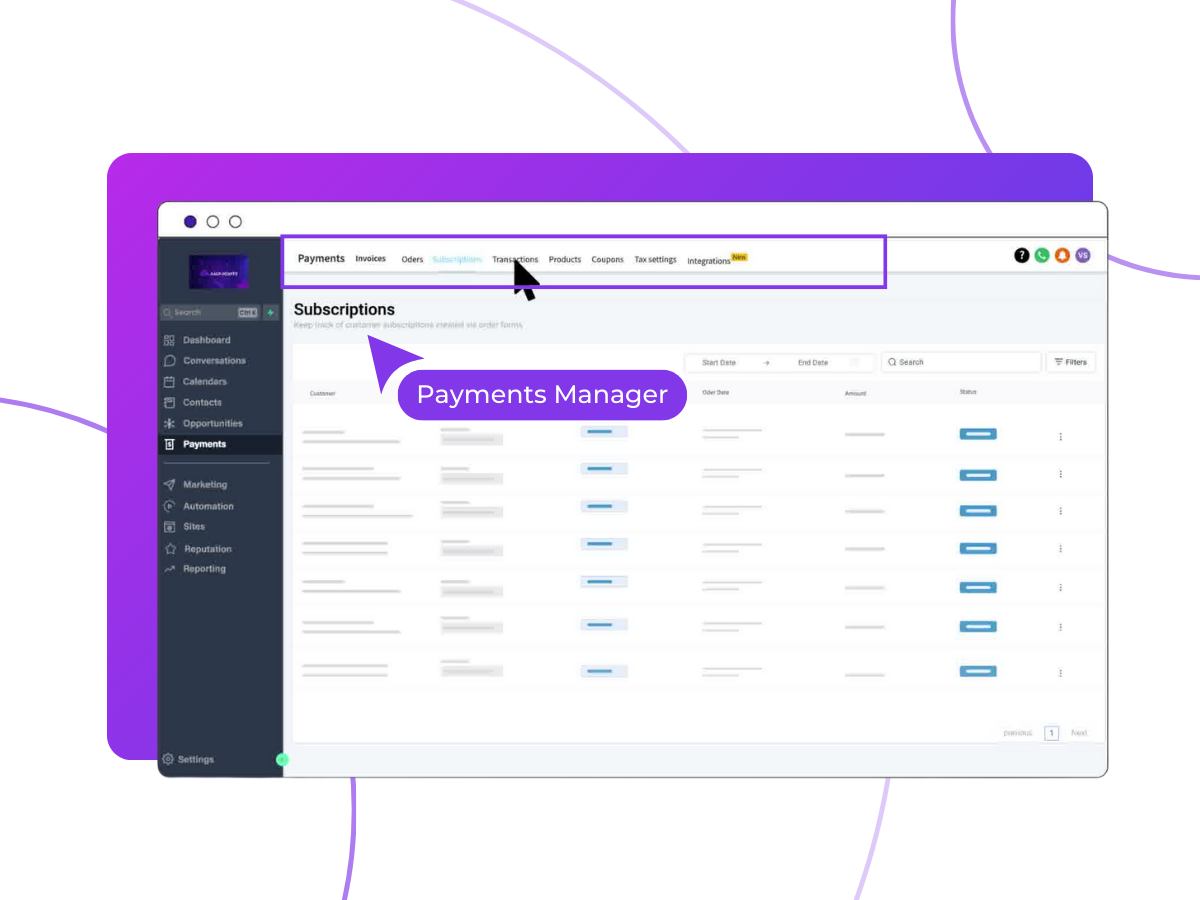 Payments Invoices Oders Subscriptions Transactions Products Coupons Tax settings Integrations New
? VS
Search Ctrl K
Dashboard
Conversations
Calendars
Contacts
Opportunities
Payments
Marketing
Automation
Sites
Reputation
Reporting
Settings
Subscriptions
Keep track of customer subscriptions created via order forms
Payments Manager
Start Date → End Date Search Filters
Customer Oder Date Amount Status
previous 1 Next